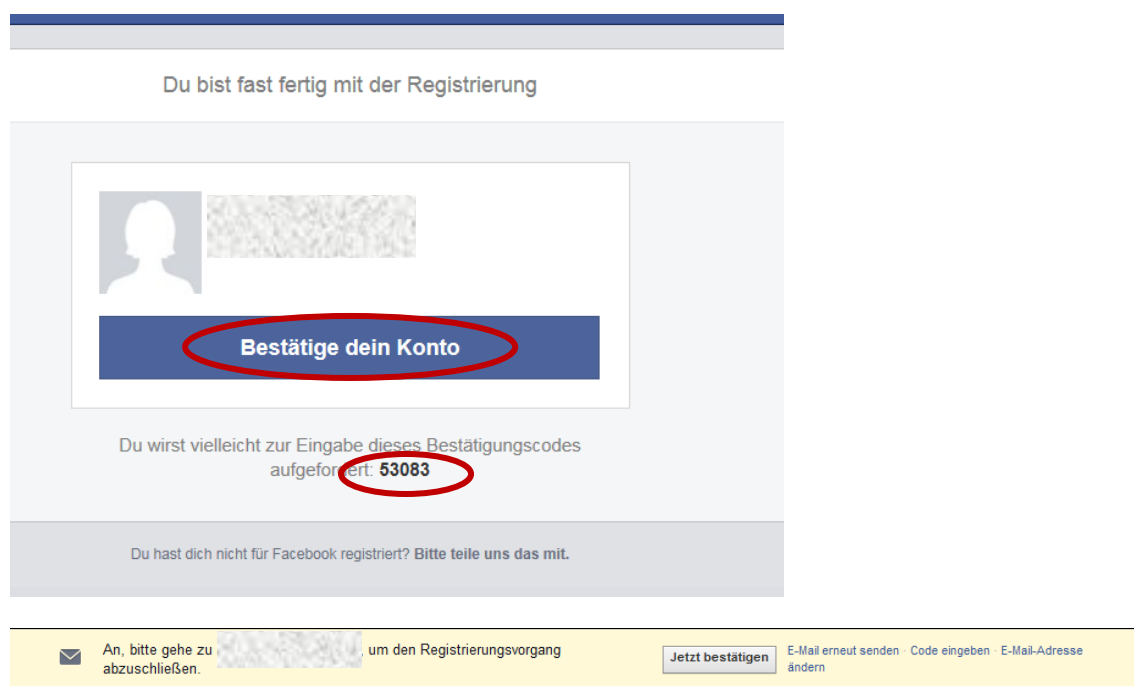 Du bist fast fertig mit der Registrierung
Bestätige dein Konto
Du wirst vielleicht zur Eingabe dieses Bestätigungscodes
aufgefordert: 53083
Du hast dich nicht für Facebook registriert? Bitte teile uns das mit.
An, bitte gehe zu , um den Registrierungsvorgang
abzuschließen.
Jetzt bestätigen
E-Mail erneut senden · Code eingeben · E-Mail-Adresse
ändern